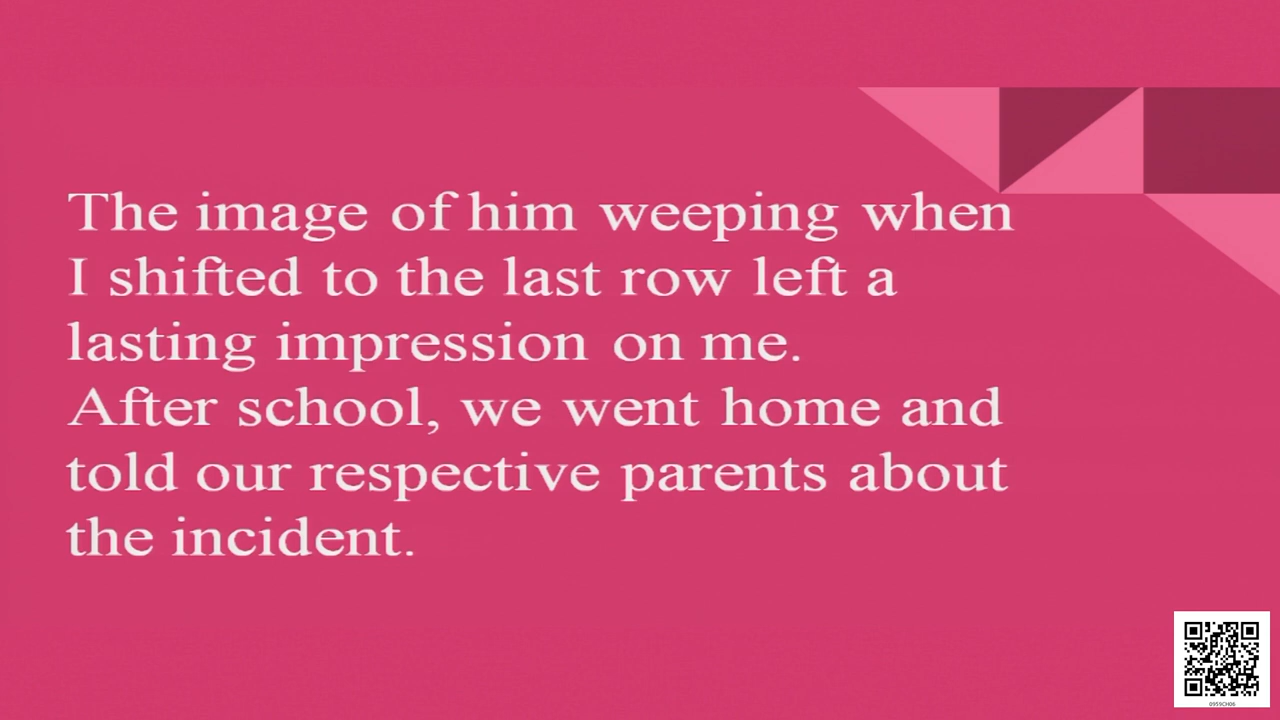 The image of him weeping when
I shifted to the last row left a
lasting impression on me.
After school, we went home and
told our respective parents about
the incident.
0959CH06